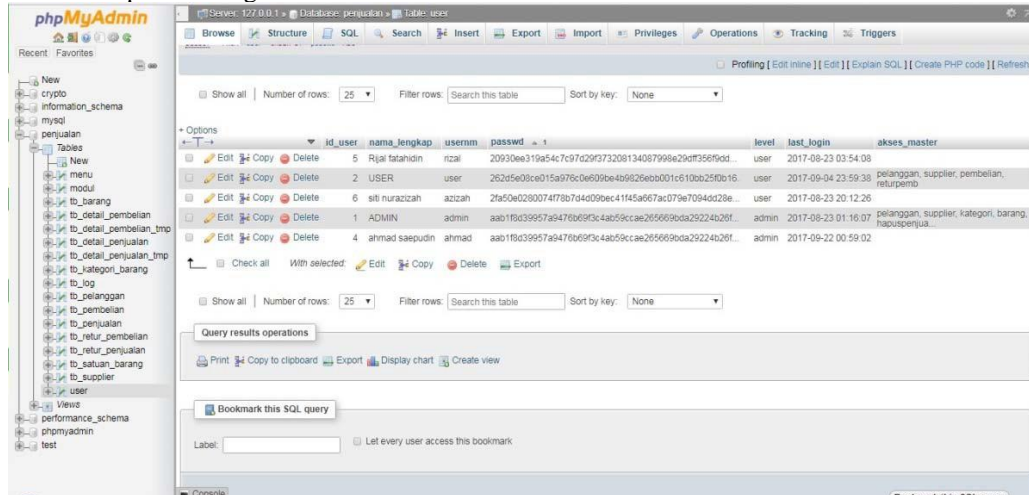 phpMyAdmin
Recent Favorites
New
crypto
information_schema
mysql
penjualan
Tables
New
menu
modul
tb_barang
tb_detail_pembelian
tb_detail_pembelian_tmp
tb_detail_penjualan
tb_detail_penjualan_tmp
tb_kategori_barang
tb_log
tb_pelanggan
tb_pembelian
tb_penjualan
tb_retur_pembelian
tb_retur_penjualan
tb_satuan_barang
tb_supplier
user
Views
performance_schema
phpmyadmin
test
Server: 127.0.0.1 » Database: penjualan » Table: user
Browse Structure SQL Search Insert Export Import Privileges Operations Tracking Triggers
Profiling [ Edit inline ] [ Edit ] [ Explain SQL ] [ Create PHP code ] [ Refresh
Show all | Number of rows: 25 Filter rows: Search this table Sort by key: None
+ Options
id_user nama_lengkap usernm passwd 1 level last_login akses_master
Edit Copy Delete 5 Rijal fatahidin rizal user 2017-08-23 03:54:08
Edit Copy Delete 2 USER user user 2017-09-04 23:59:38 pelanggan, supplier, pembelian,
returpemb
Edit Copy Delete 6 siti nurazizah azizah user 2017-08-23 20:12:26
Edit Copy Delete 1 ADMIN admin admin 2017-08-23 01:16:07 pelanggan, supplier, kategori, barang,
hapuspenjua...
Edit Copy Delete 4 ahmad saepudin ahmad admin 2017-09-22 00:59:02
Check all With selected: Edit Copy Delete Export
Show all | Number of rows: 25 Filter rows: Search this table Sort by key: None
Query results operations
Print Copy to clipboard Export Display chart Create view
Bookmark this SQL query
Label: Let every user access this bookmark
Console